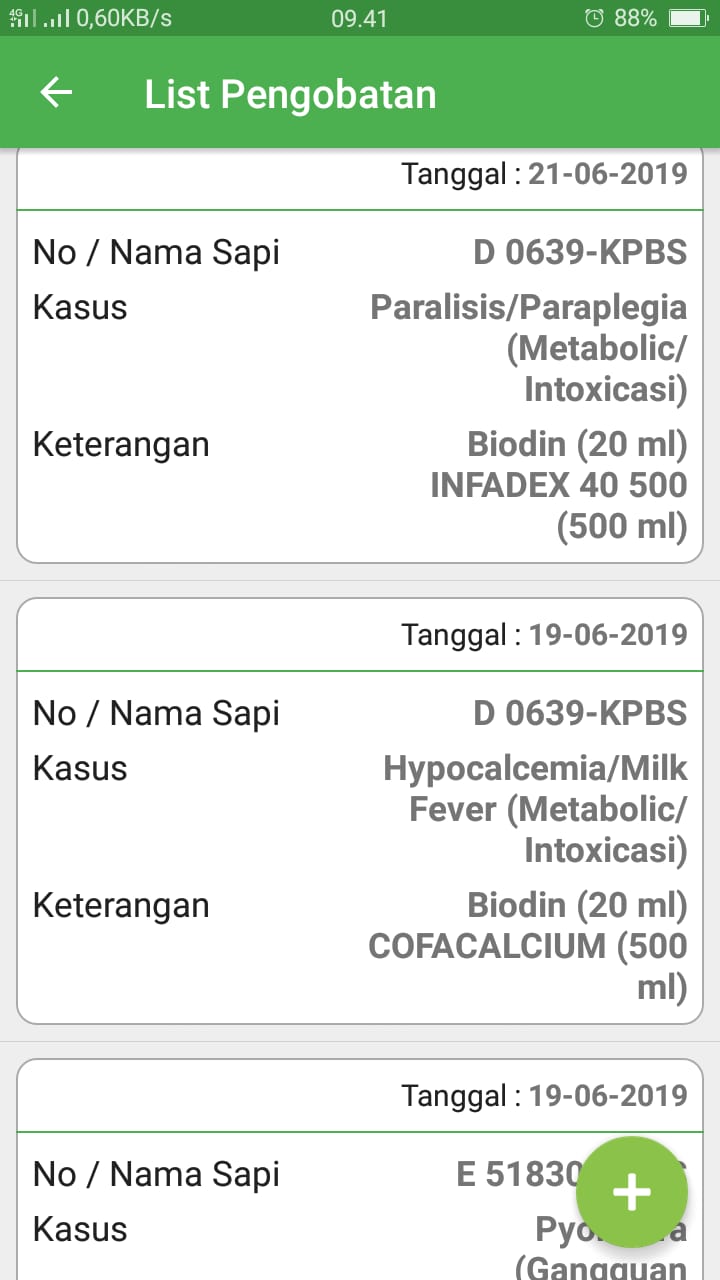 4G 0,60KB/s 09.41 88%
List Pengobatan
Tanggal : 21-06-2019
No / Nama Sapi D 0639-KPBS
Kasus Paralisis/Paraplegia
(Metabolic/
Intoxicasi)
Keterangan Biodin (20 ml)
INFADEX 40 500
(500 ml)
Tanggal : 19-06-2019
No / Nama Sapi D 0639-KPBS
Kasus Hypocalcemia/Milk
Fever (Metabolic/
Intoxicasi)
Keterangan Biodin (20 ml)
COFACALCIUM (500
ml)
Tanggal : 19-06-2019
No / Nama Sapi E 51830
Kasus
(Gangguan